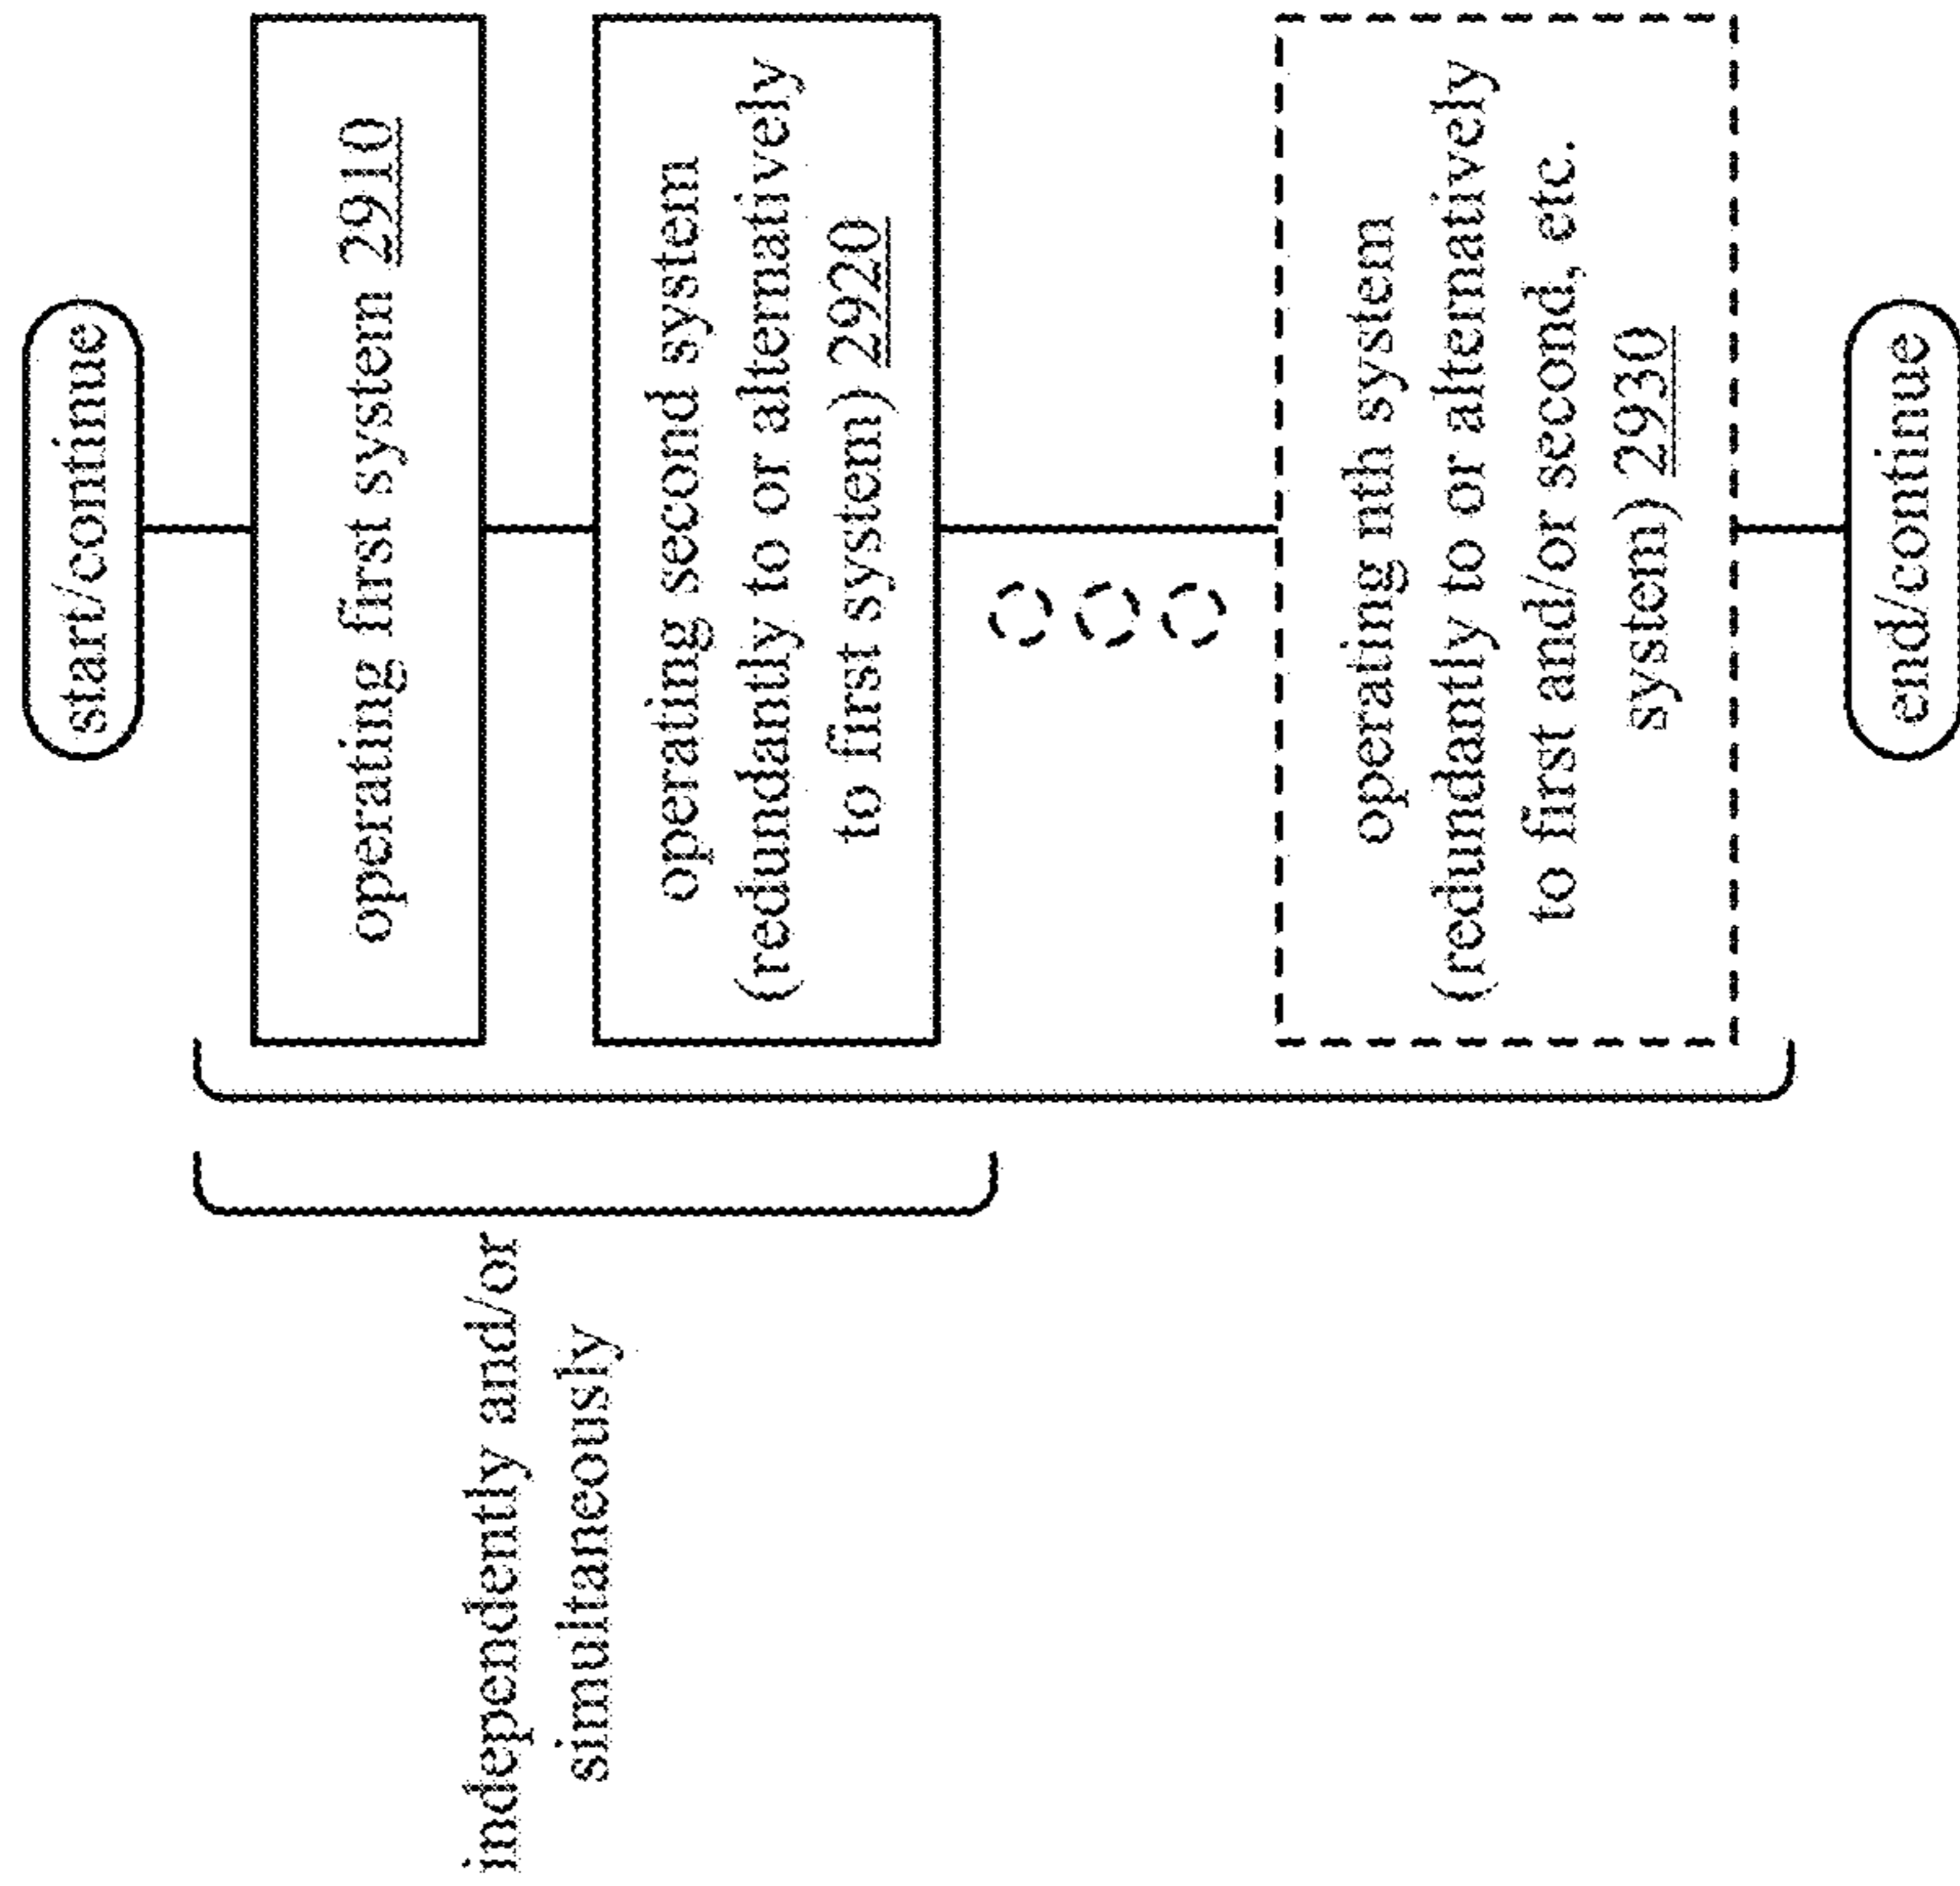 start/continue
operating first system 2910
operating second system
(redundantly to or alternatively
to first system) 2920
operating nth system
(redundantly to or alternatively
to first and/or second, etc.
system) 2930
end/continue
independently and/or
simultaneously